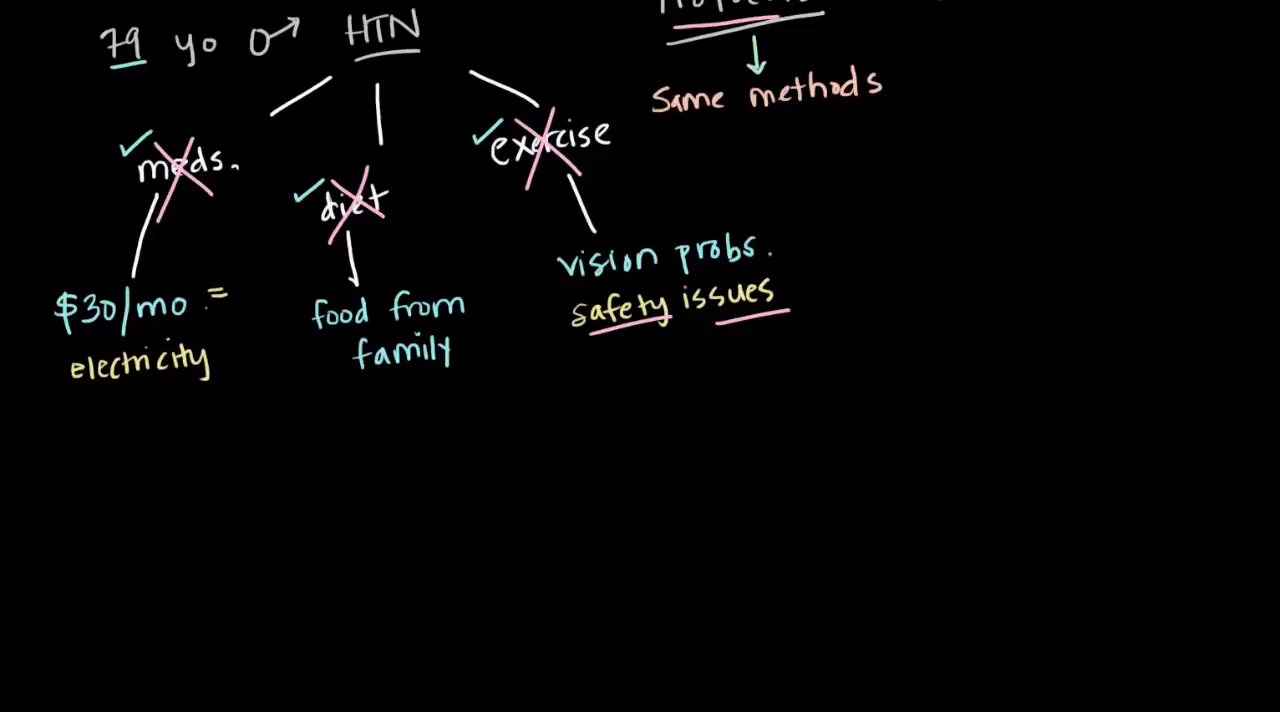 79 yo ♂ HTN
Same methods
meds.
diet
exercise
$30/mo =
electricity
food from
family
vision probs.
safety issues